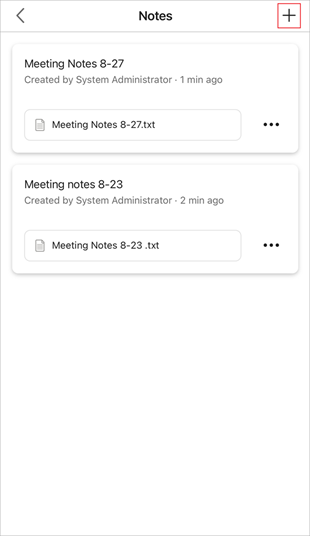 Notes
Meeting Notes 8-27
Created by System Administrator · 1 min ago
Meeting Notes 8-27.txt
Meeting notes 8-23
Created by System Administrator · 2 min ago
Meeting Notes 8-23 .txt